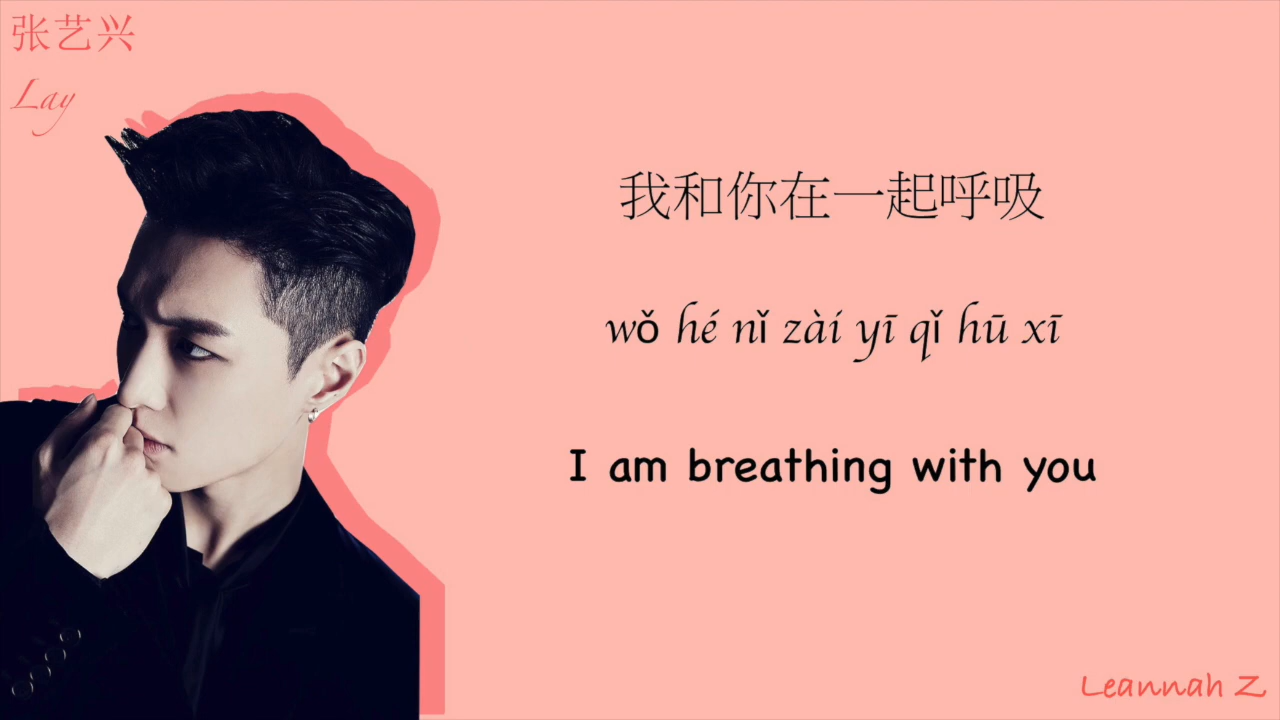 张艺兴
Lay
我和你在一起呼吸
wǒ hé nǐ zàí yī qǐ hū xī
I am breathing with you
Leannah Z